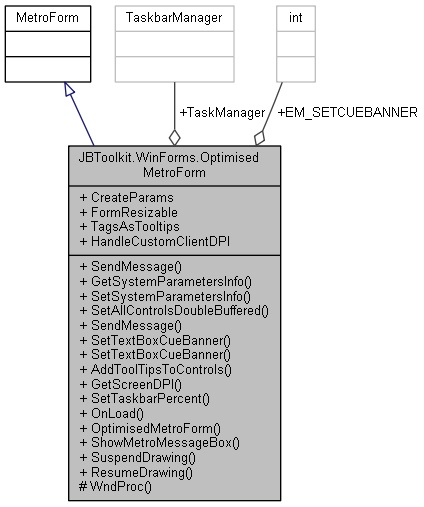 MetroForm
TaskbarManager
int
+TaskManager
+EM_SETCUEBANNER
JBToolkit.WinForms.Optimised
MetroForm
+ CreateParams
+ FormResizable
+ TagsAsTooltips
+ HandleCustomClientDPI
+ SendMessage()
+ GetSystemParametersInfo()
+ SetSystemParametersInfo()
+ SetAllControlsDoubleBuffered()
+ SendMessage()
+ SetTextBoxCueBanner()
+ SetTextBoxCueBanner()
+ AddToolTipsToControls()
+ GetScreenDPI()
+ SetTaskbarPercent()
+ OnLoad()
+ OptimisedMetroForm()
+ ShowMetroMessageBox()
+ SuspendDrawing()
+ ResumeDrawing()
# WndProc()